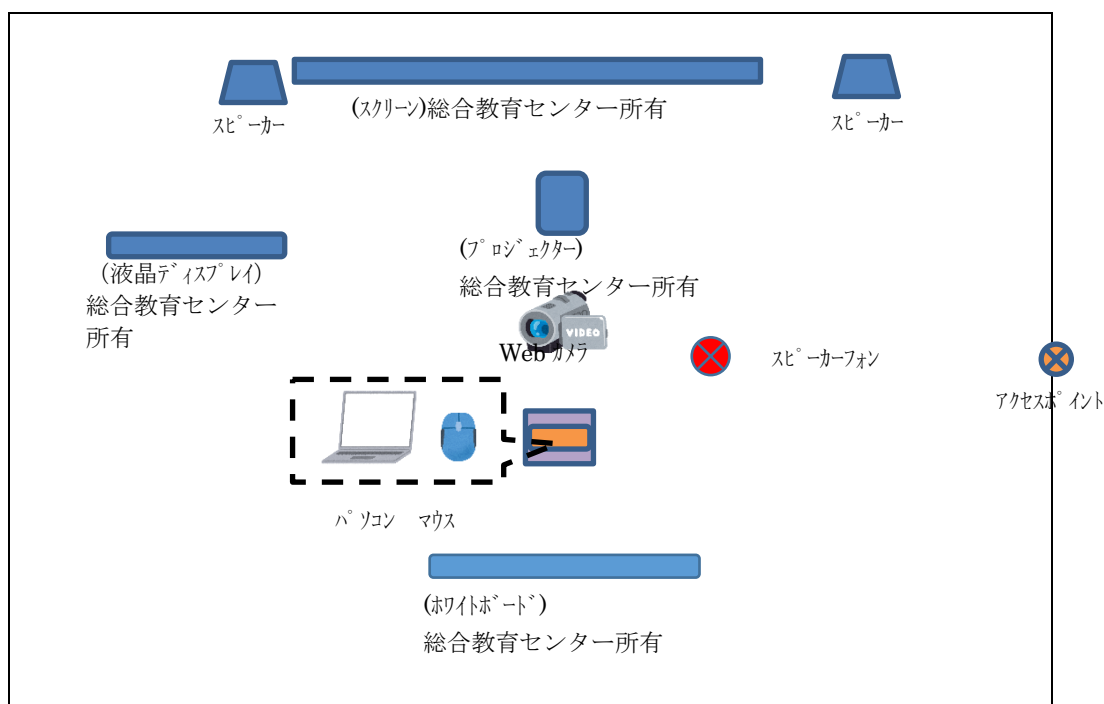 (ｽｸﾘｰﾝ)総合教育センター所有
ｽﾋﾟｰｶｰ
ｽﾋﾟｰｶｰ
(ﾌﾟﾛｼﾞｪｸﾀｰ)
総合教育センター所有
（液晶ﾃﾞｨｽﾌﾟﾚｲ）
総合教育センター
所有
VIDEO
Webｶﾒﾗ
ｽﾋﾟｰｶｰﾌｫﾝ
ｱｸｾｽﾎﾟｲﾝﾄ
ﾊﾟｿｺﾝ　ﾏｳｽ
(ﾎﾜｲﾄﾎﾞｰﾄﾞ)
総合教育センター所有